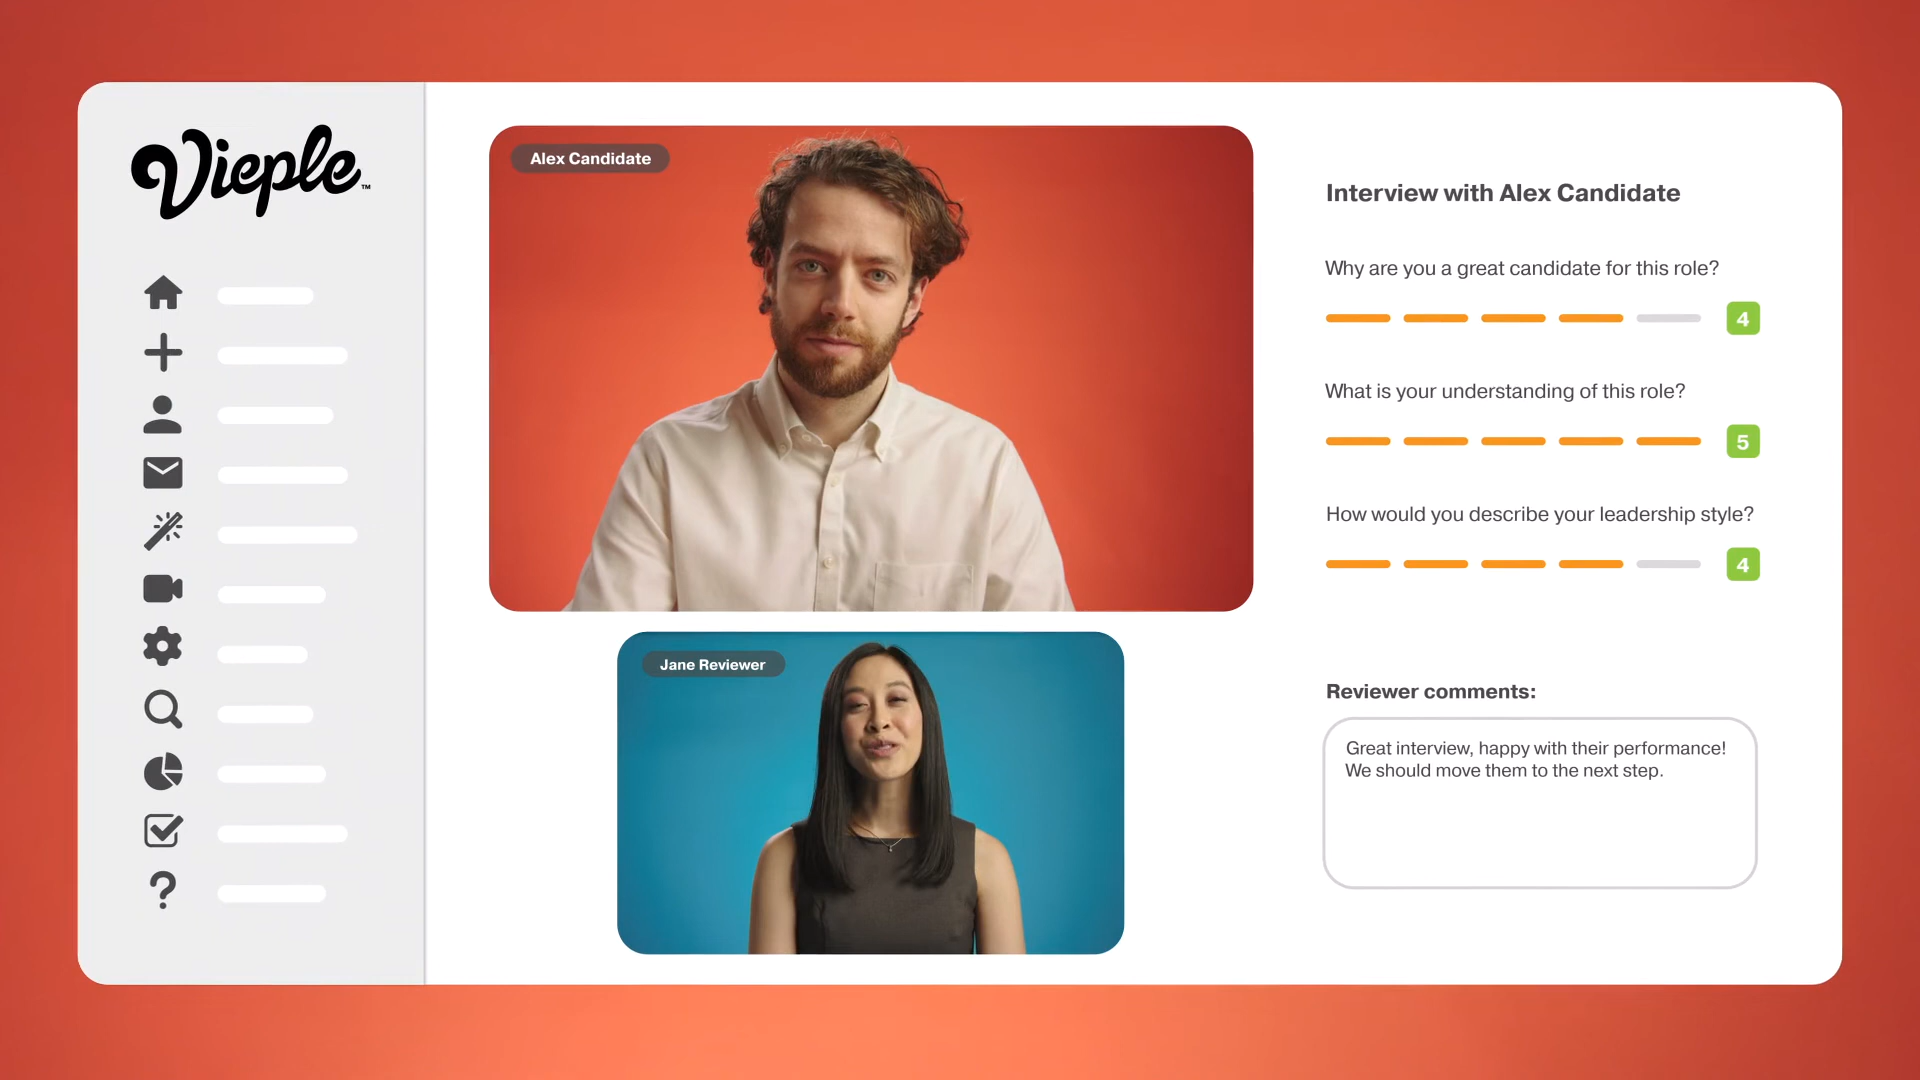 Vieple™
Alex Candidate
Jane Reviewer
Interview with Alex Candidate
Why are you a great candidate for this role?
4
What is your understanding of this role?
5
How would you describe your leadership style?
4
Reviewer comments:
Great interview, happy with their performance!
We should move them to the next step.